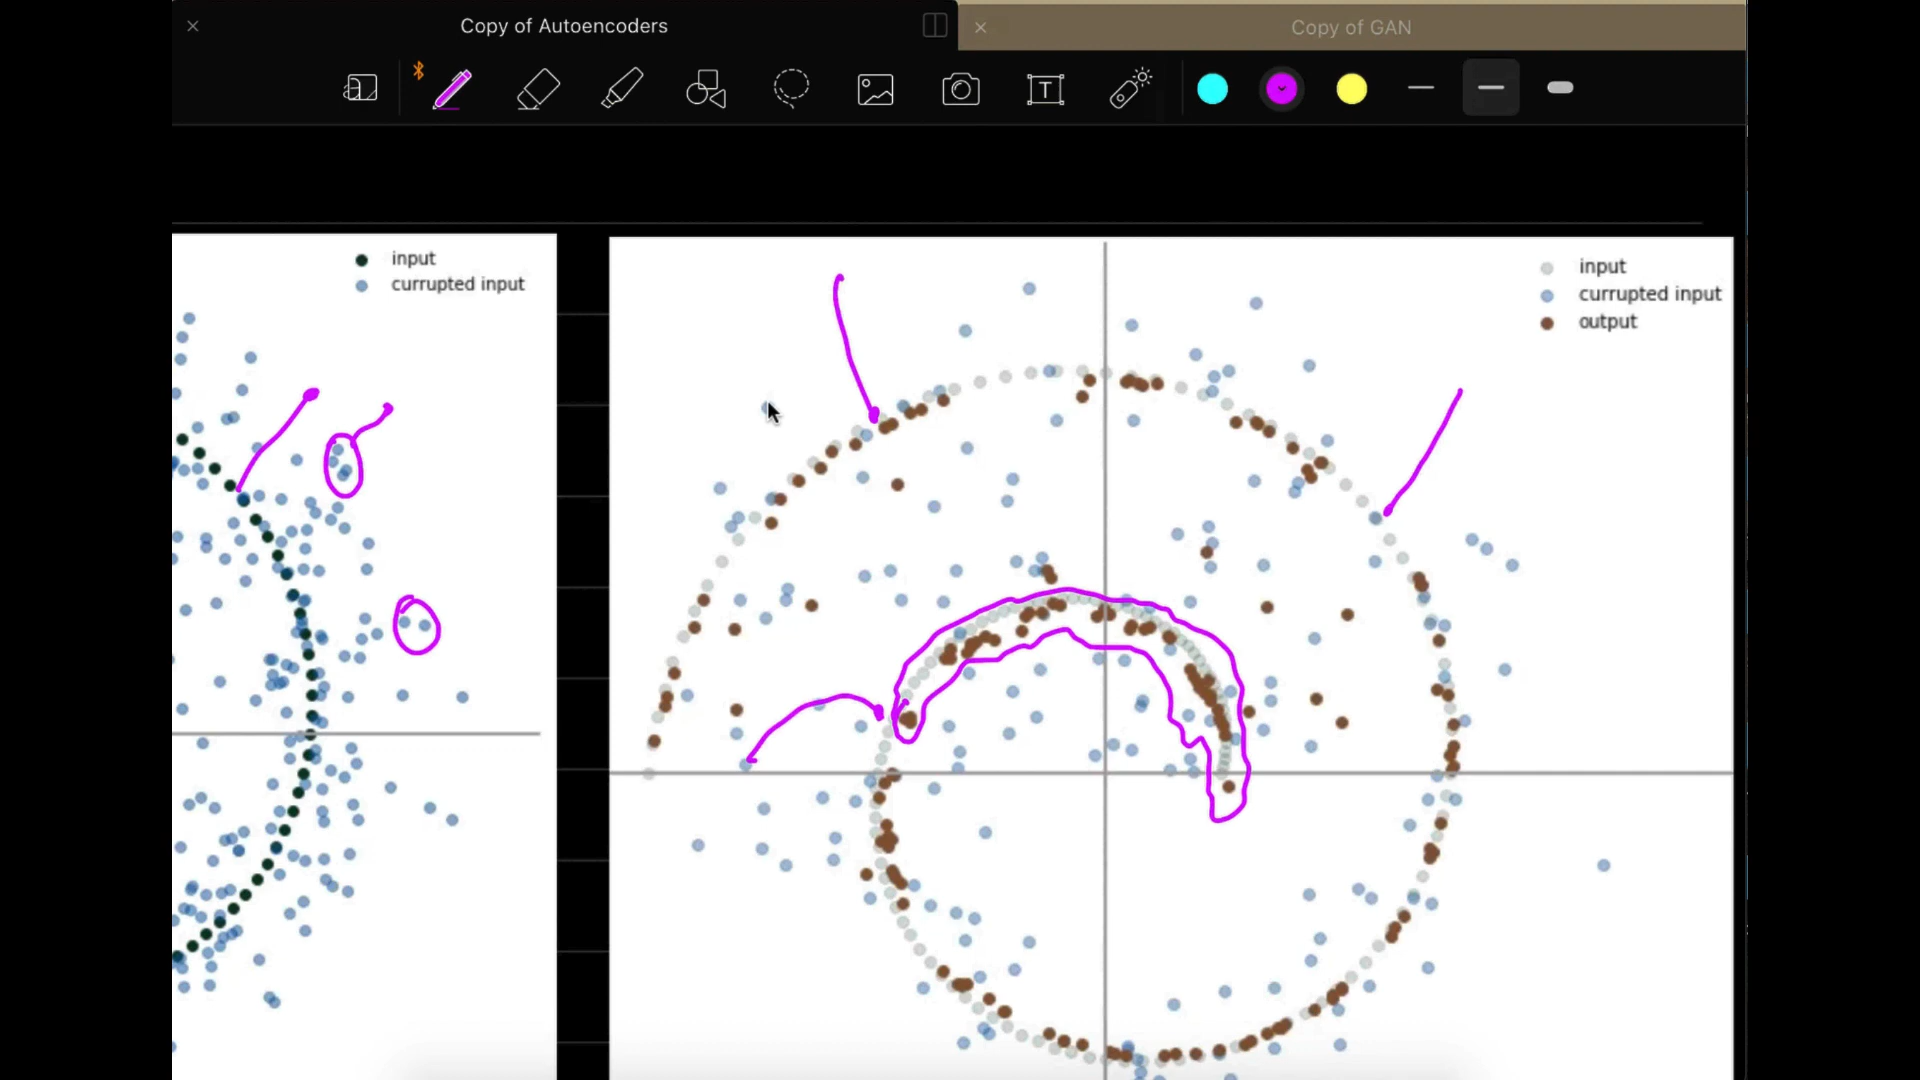 Copy of Autoencoders
Copy of GAN
T
input
currupted input
input
currupted input
output